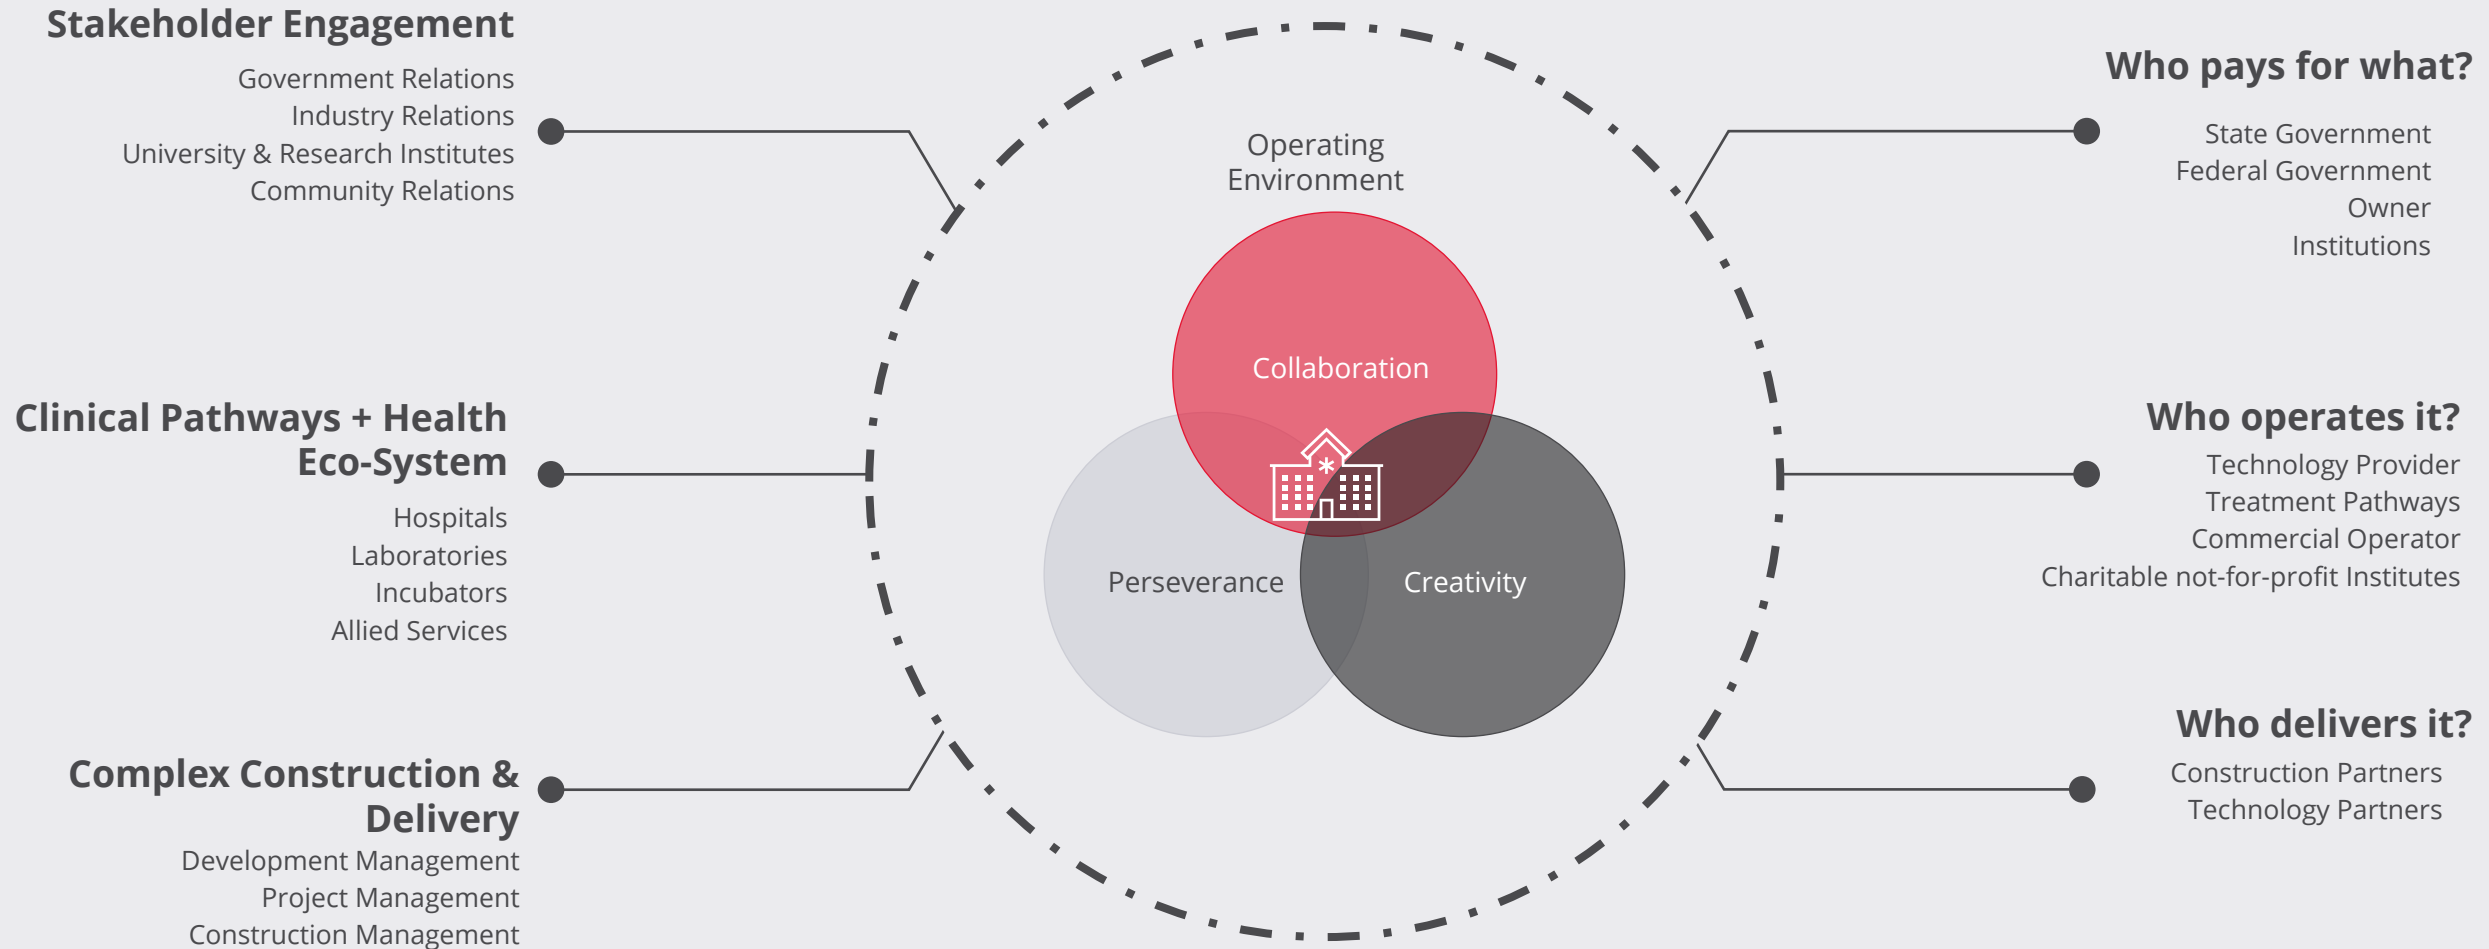 Stakeholder Engagement
Government Relations
Industry Relations
University & Research Institutes
Community Relations
Clinical Pathways + Health
Eco-System
Hospitals
Laboratories
Incubators
Allied Services
Complex Construction &
Delivery
Development Management
Project Management
Construction Management
Operating
Environment
Collaboration
Perseverance
Creativity
Who pays for what?
State Government
Federal Government
Owner
Institutions
Who operates it?
Technology Provider
Treatment Pathways
Commercial Operator
Charitable not-for-profit Institutes
Who delivers it?
Construction Partners
Technology Partners